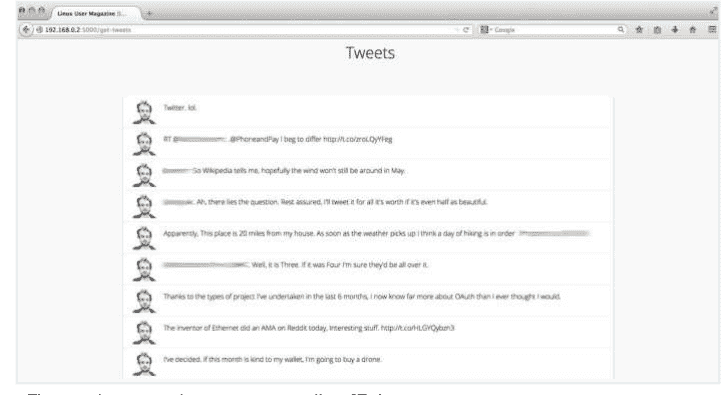 Linux User Magazine
192.168.0.2:5000/get-tweets
Google
Tweets
Twitter. lol.
RT @ @PhoneandPay I beg to differ http://t.co/zroLQyYFeg
So Wikipedia tells me, hopefully the wind won't still be around in May.
Ah, there lies the question. Rest assured, I'll tweet it for all it's worth if it's even half as beautiful.
Apparently, This place is 20 miles from my house. As soon as the weather picks up I think a day of hiking is in order
Well, it is Three. If it was Four I'm sure they'd be all over it.
Thanks to the types of project I've undertaken in the last 6 months, I now know far more about OAuth than I ever thought I would.
The inventor of Ethernet did an AMA on Reddit today. Interesting stuff.
I've decided. If this month is kind to my wallet, I'm going to buy a drone.